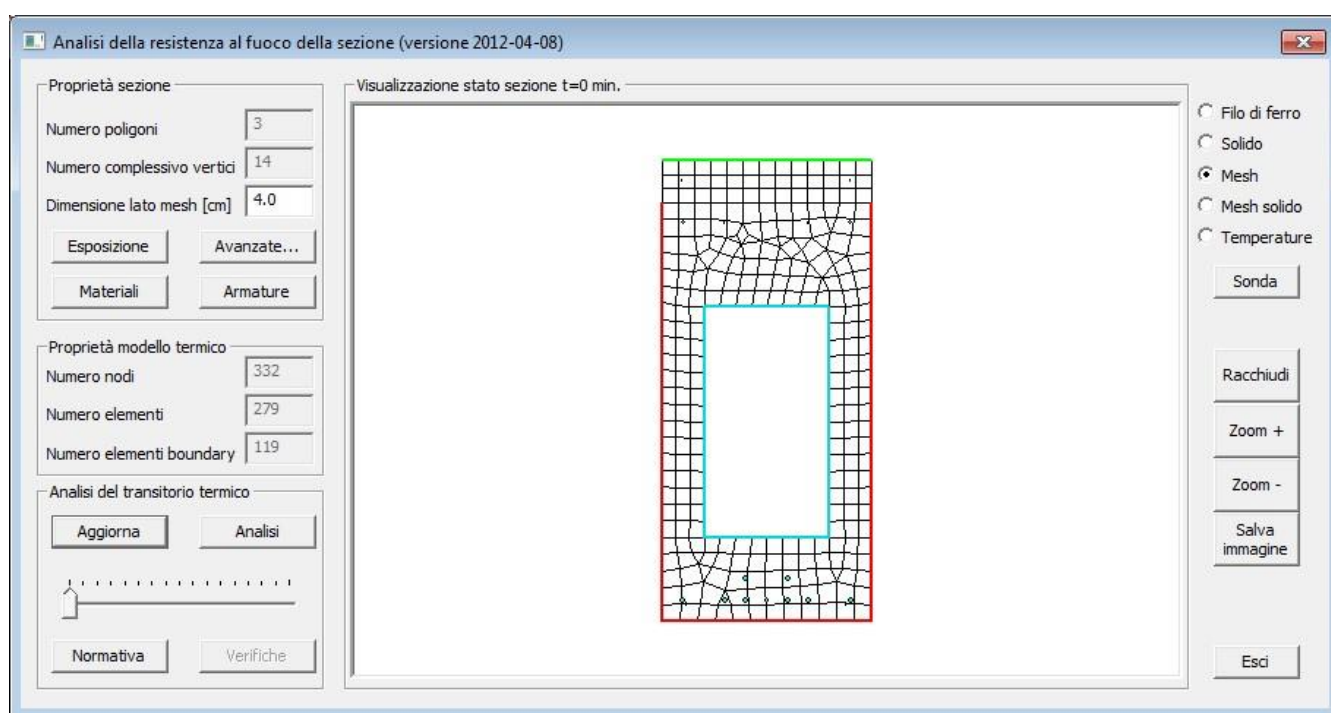 Analisi della resistenza al fuoco della sezione (versione 2012-04-08)
Proprietà sezione
Numero poligoni 3
Numero complessivo vertici 14
Dimensione lato mesh [cm] 4.0
Esposizione Avanzate...
Materiali Armature
Proprietà modello termico
Numero nodi 332
Numero elementi 279
Numero elementi boundary 119
Analisi del transitorio termico
Aggiorna Analisi
Normativa Verifiche
Visualizzazione stato sezione t=0 min.
Filo di ferro
Solido
Mesh
Mesh solido
Temperature
Sonda
Racchiudi
Zoom +
Zoom -
Salva
immagine
Esci